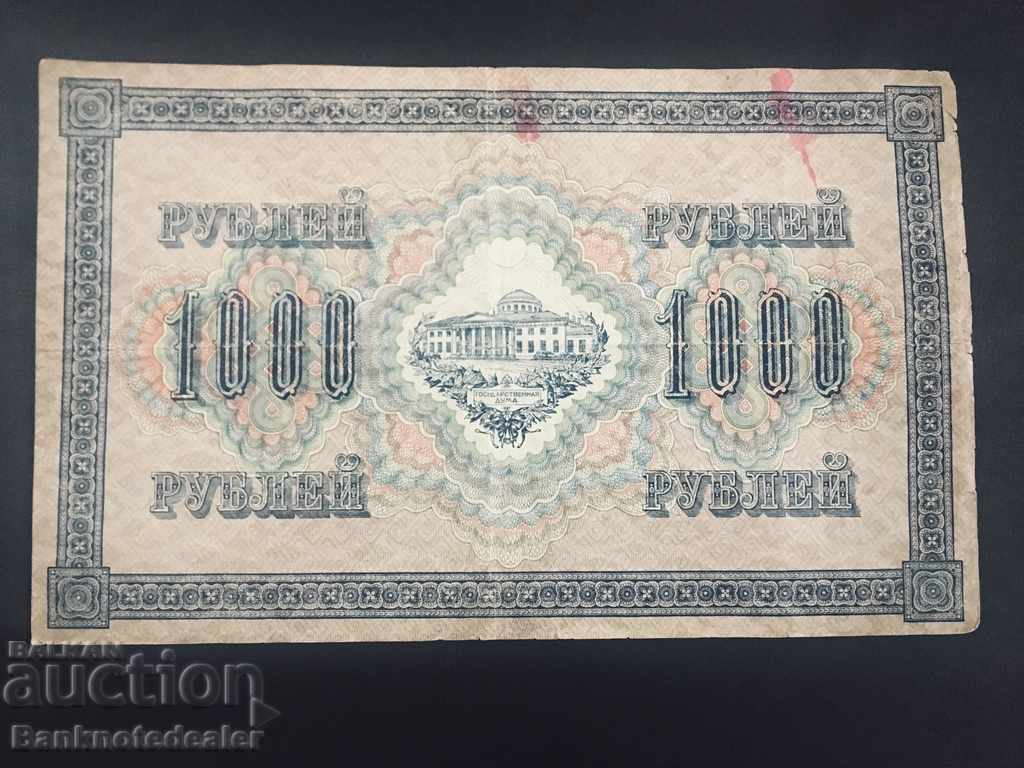 РУБЛЕЙ РУБЛЕЙ
1000 1000
ГОСУДАРСТВЕННАЯ
ДУМА
РУБЛЕЙ РУБЛЕЙ
BALKAN
auction
Banknotedealer